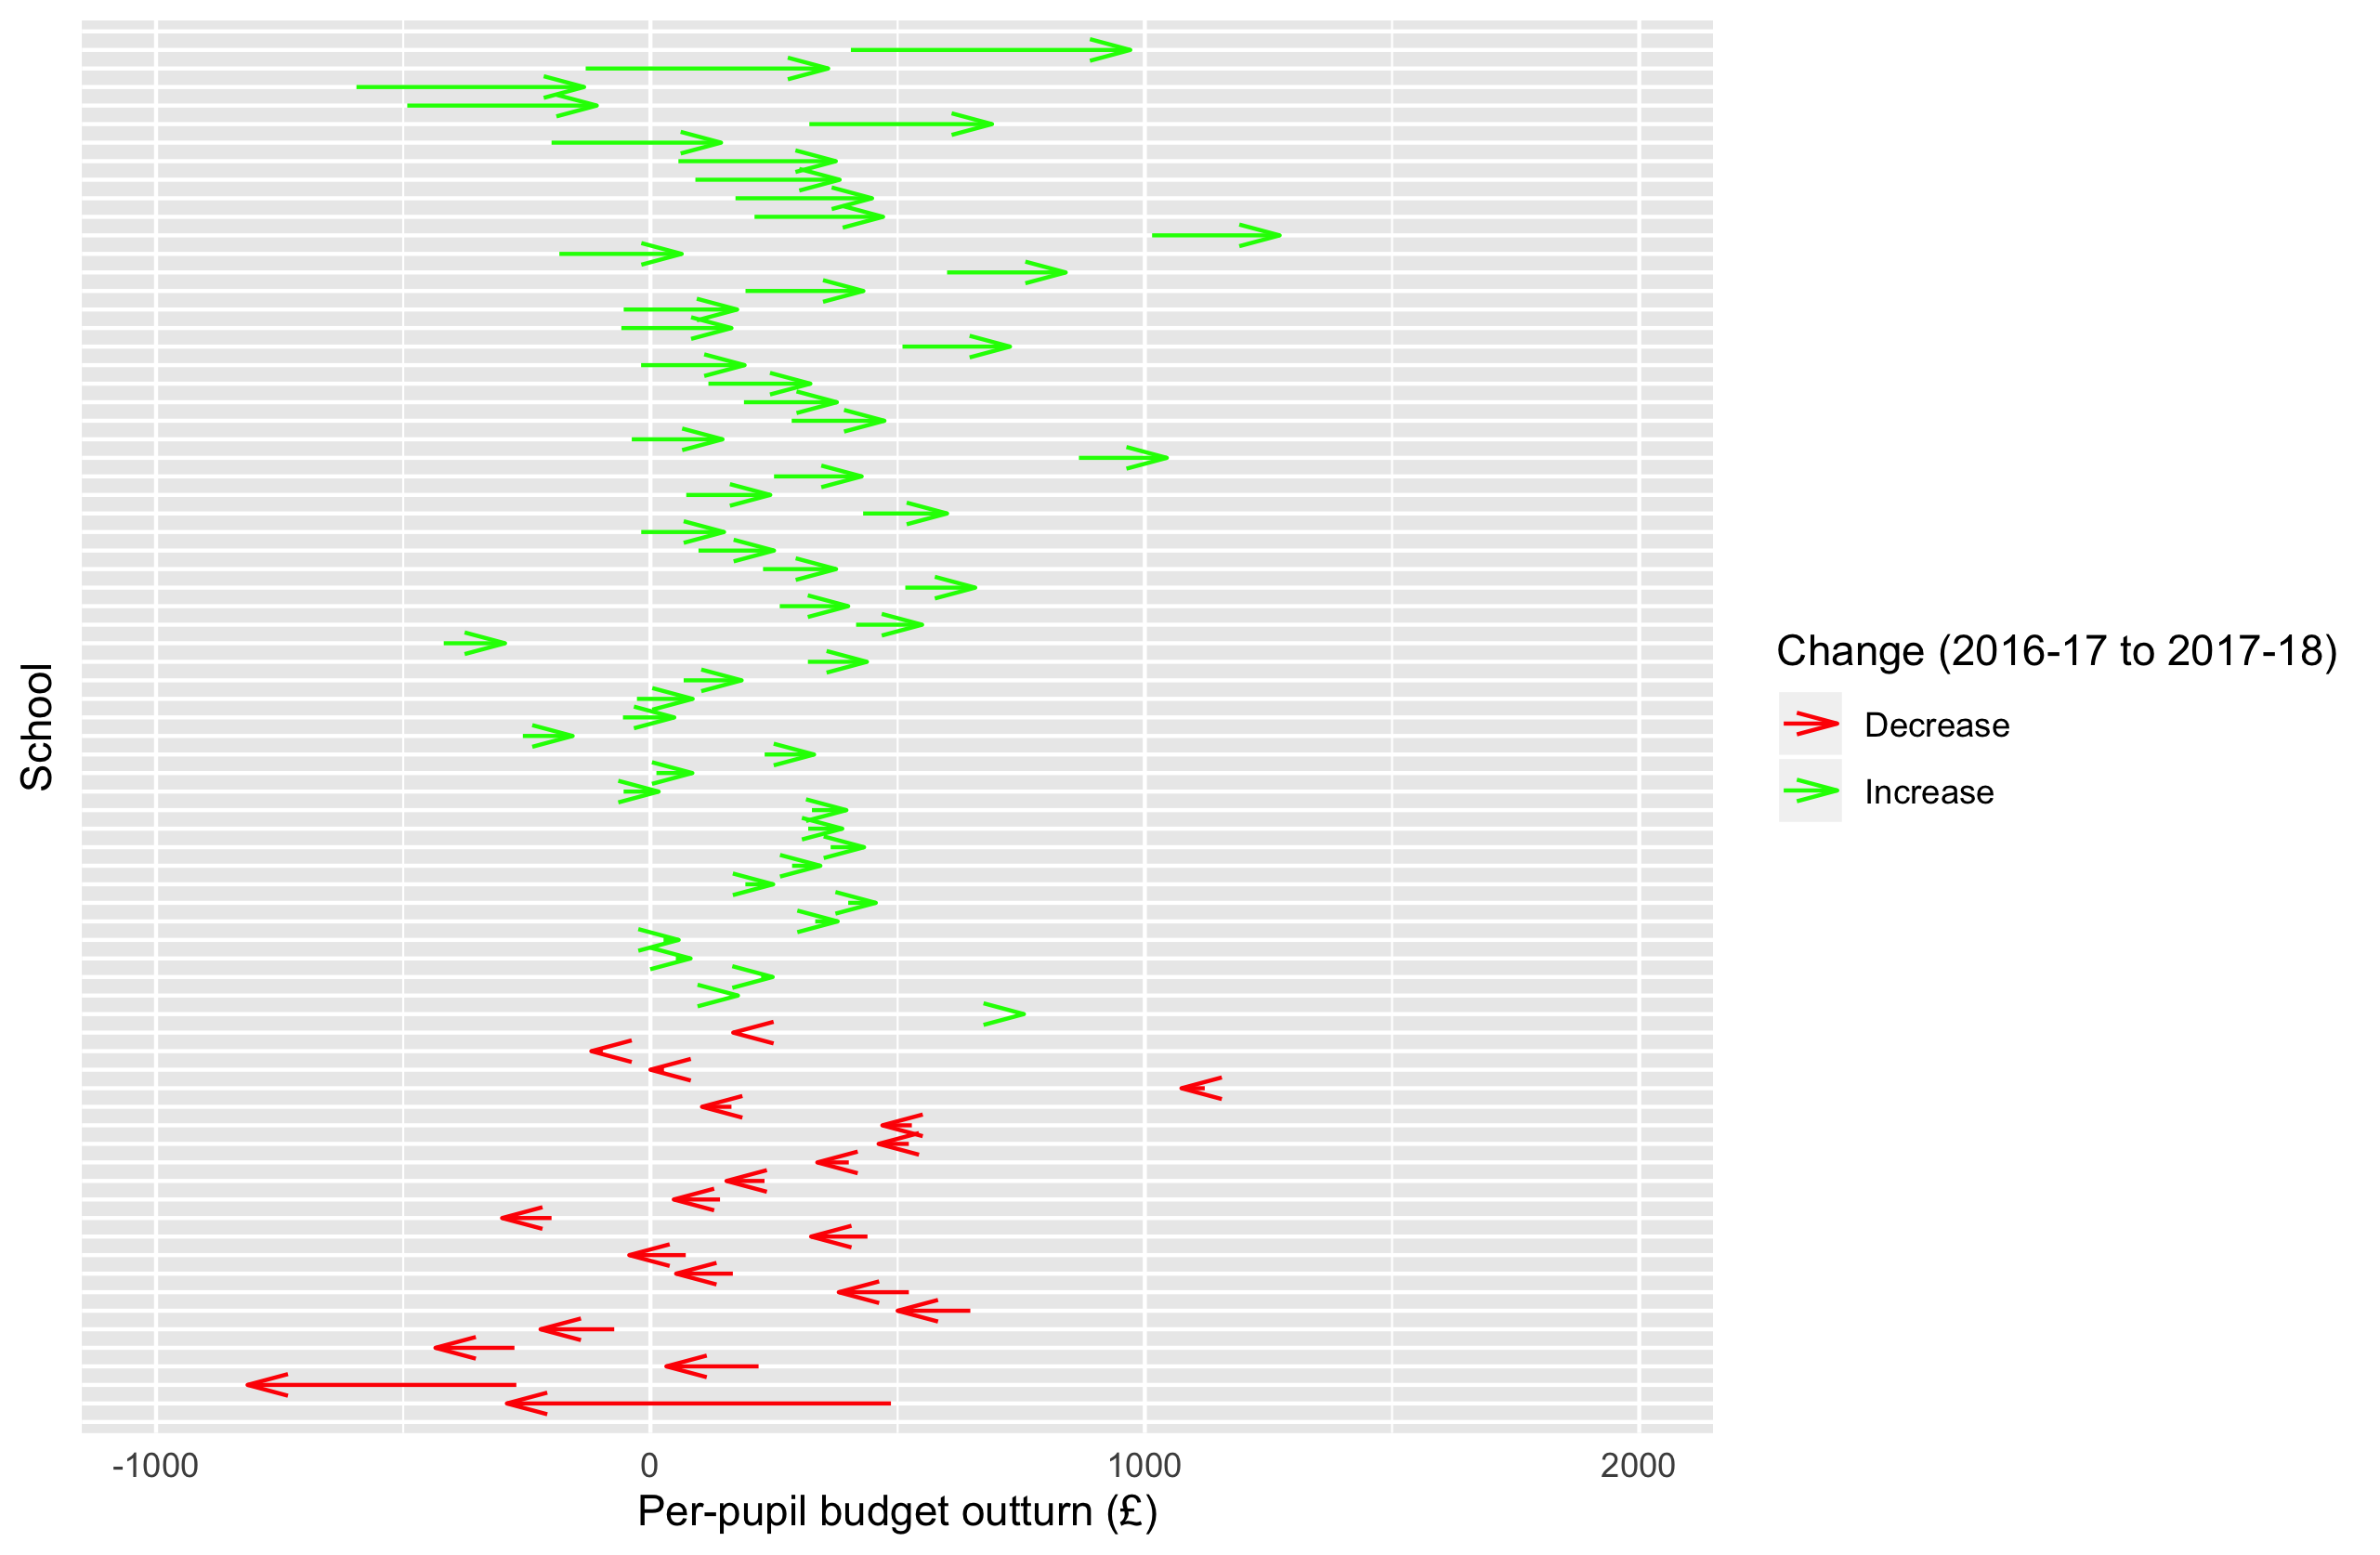 School
Change (2016-17 to 2017-18)
Decrease
Increase
-1000
0
1000
2000
Per-pupil budget outturn (£)